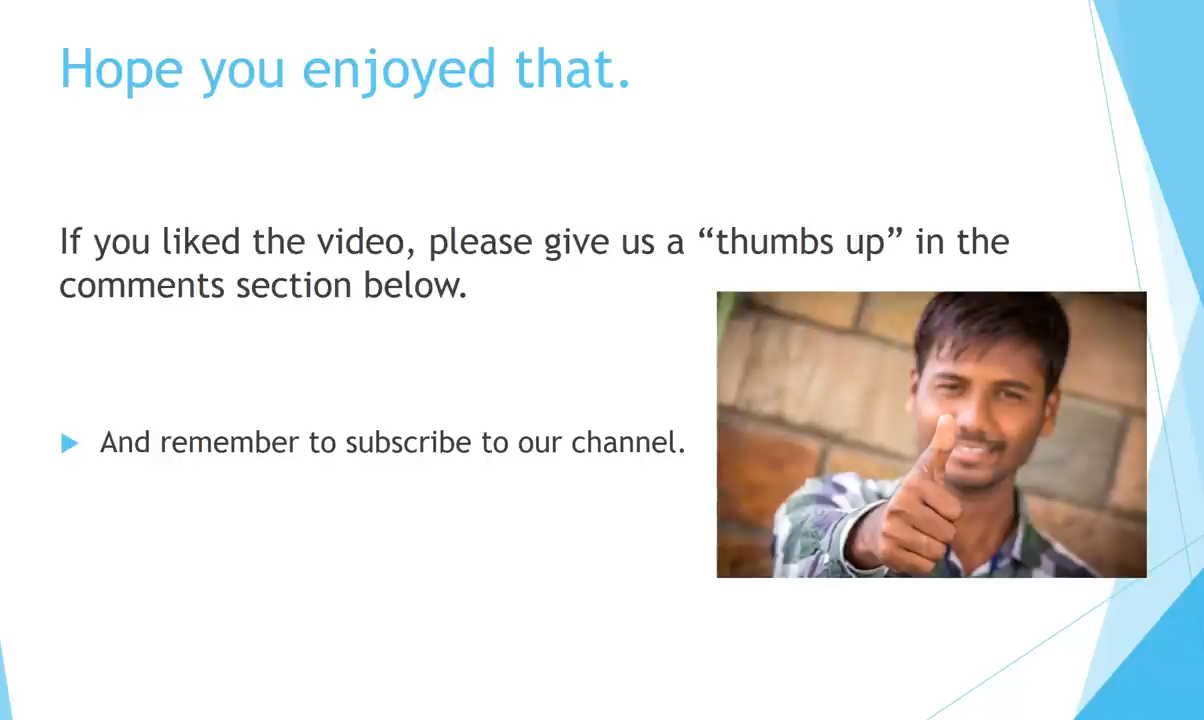 Hope you enjoyed that.
If you liked the video, please give us a “thumbs up” in the
comments section below.
And remember to subscribe to our channel.